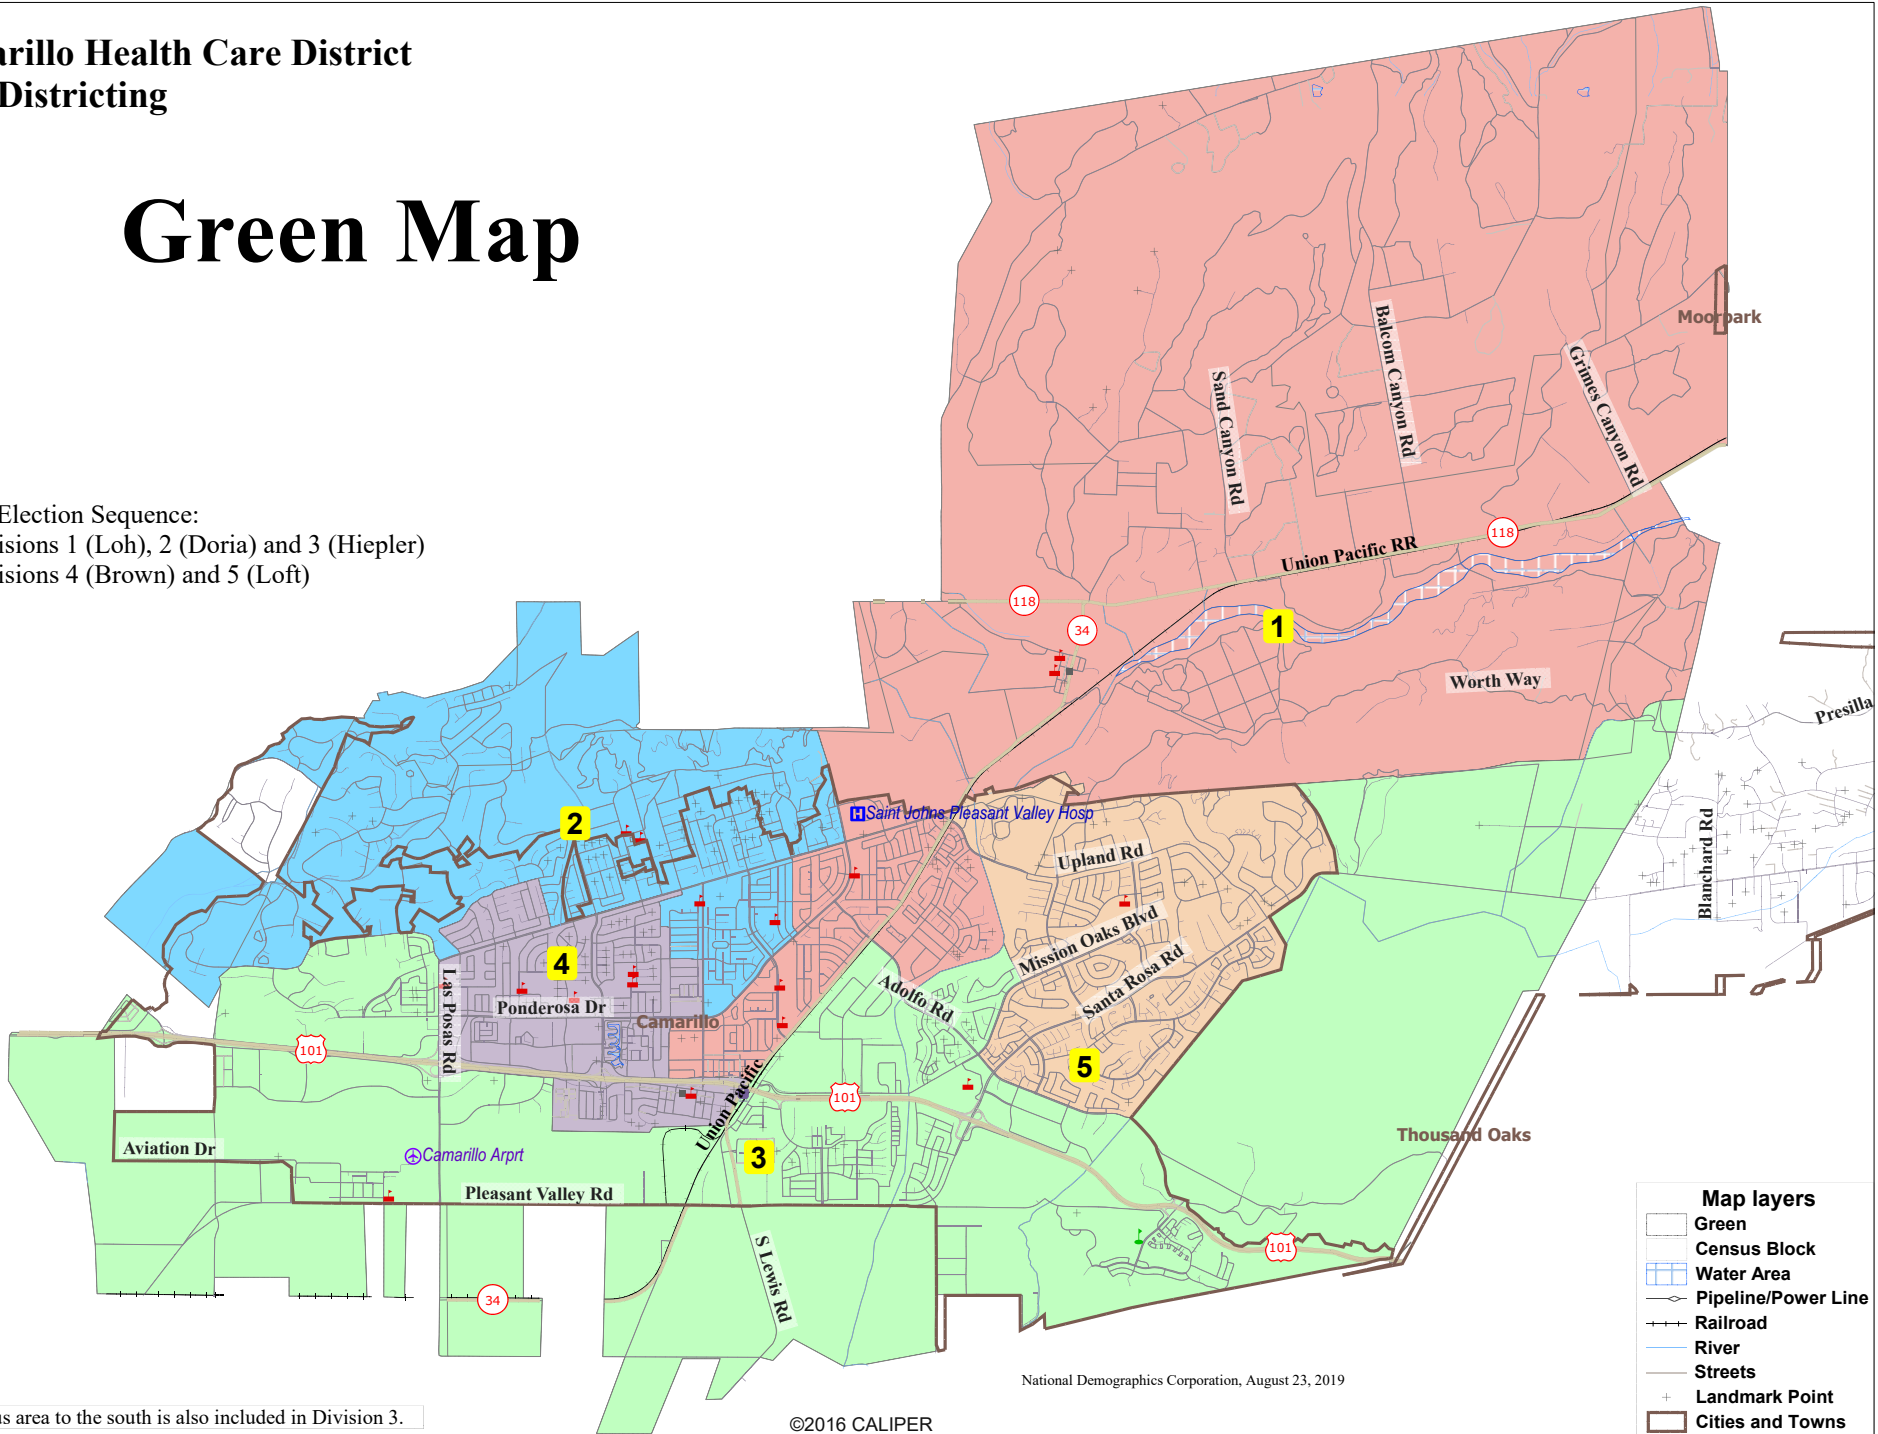 arillo Health Care District
Districting
Green Map
Election Sequence:
isions 1 (Loh), 2 (Doria) and 3 (Hiepler)
isions 4 (Brown) and 5 (Loft)
Moorpark
Balcom Canyon Rd
Grimes Canyon Rd
Sand Canyon Rd
118
Union Pacific RR
118
34
1
Worth Way
Presilla
2
Saint Johns Pleasant Valley Hosp
H
Upland Rd
Blanchard Rd
Mission Oaks Blvd
4
Las Posas Rd
Ponderosa Dr
Camarillo
Adolfo Rd
Santa Rosa Rd
101
5
101
Union Pacific
Aviation Dr
Camarillo Arprt
3
Thousand Oaks
Pleasant Valley Rd
S Lewis Rd
101
34
Map layers
Green
Census Block
Water Area
Pipeline/Power Line
Railroad
River
Streets
Landmark Point
Cities and Towns
National Demographics Corporation, August 23, 2019
us area to the south is also included in Division 3.
©2016 CALIPER